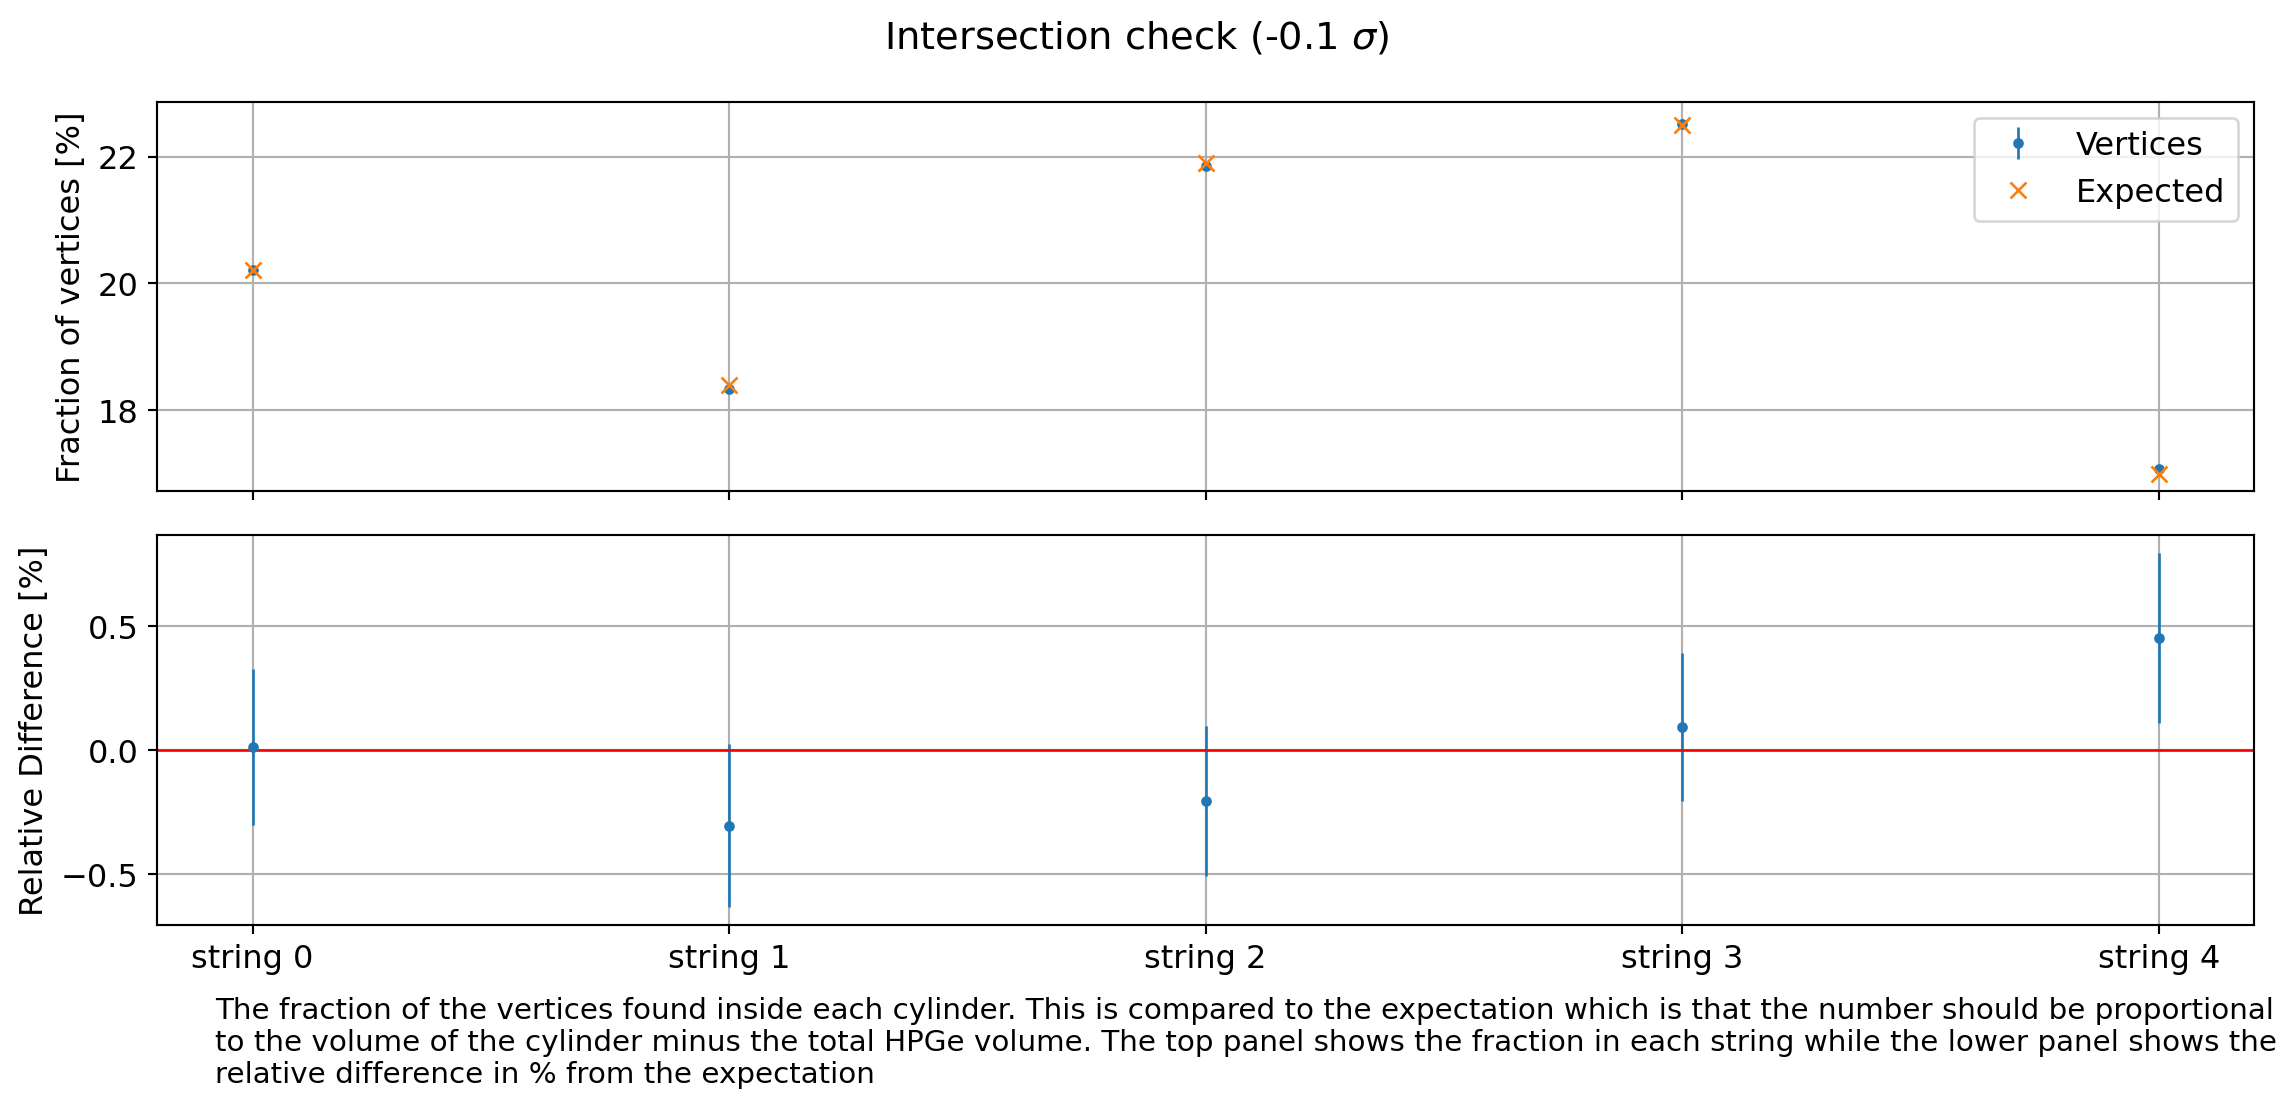 Intersection check (-0.1 σ)
Fraction of vertices [%]
22
20
18
Vertices
Expected
Relative Difference [%]
0.5
0.0
−0.5
string 0
string 1
string 2
string 3
string 4
The fraction of the vertices found inside each cylinder. This is compared to the expectation which is that the number should be proportional
to the volume of the cylinder minus the total HPGe volume. The top panel shows the fraction in each string while the lower panel shows the
relative difference in % from the expectation